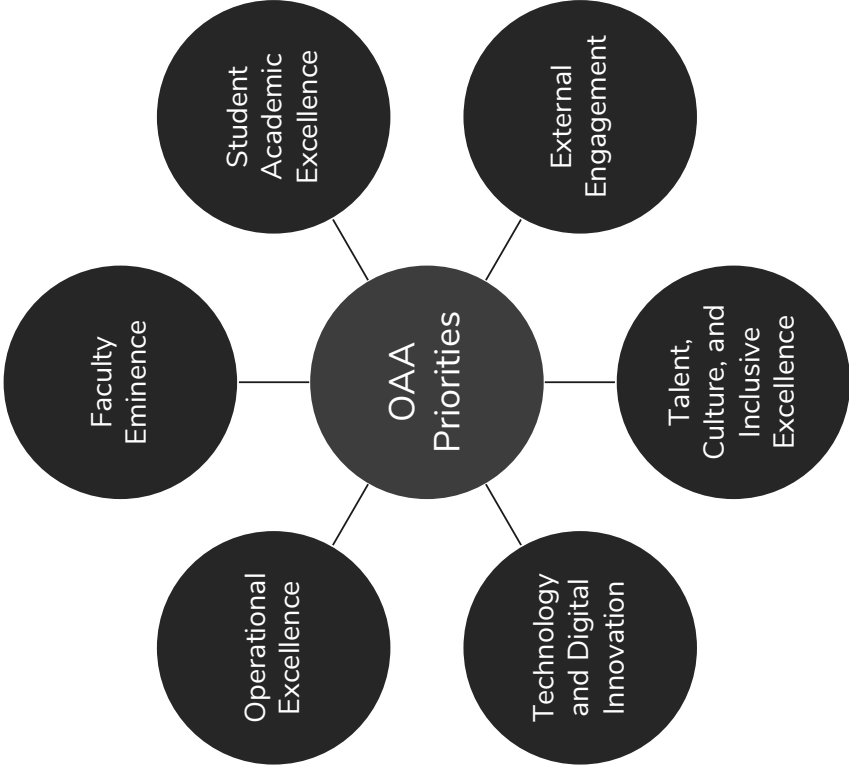 OAA
Priorities
Faculty
Eminence
Student
Academic
Excellence
External
Engagement
Talent,
Culture, and
Inclusive
Excellence
Technology
and Digital
Innovation
Operational
Excellence